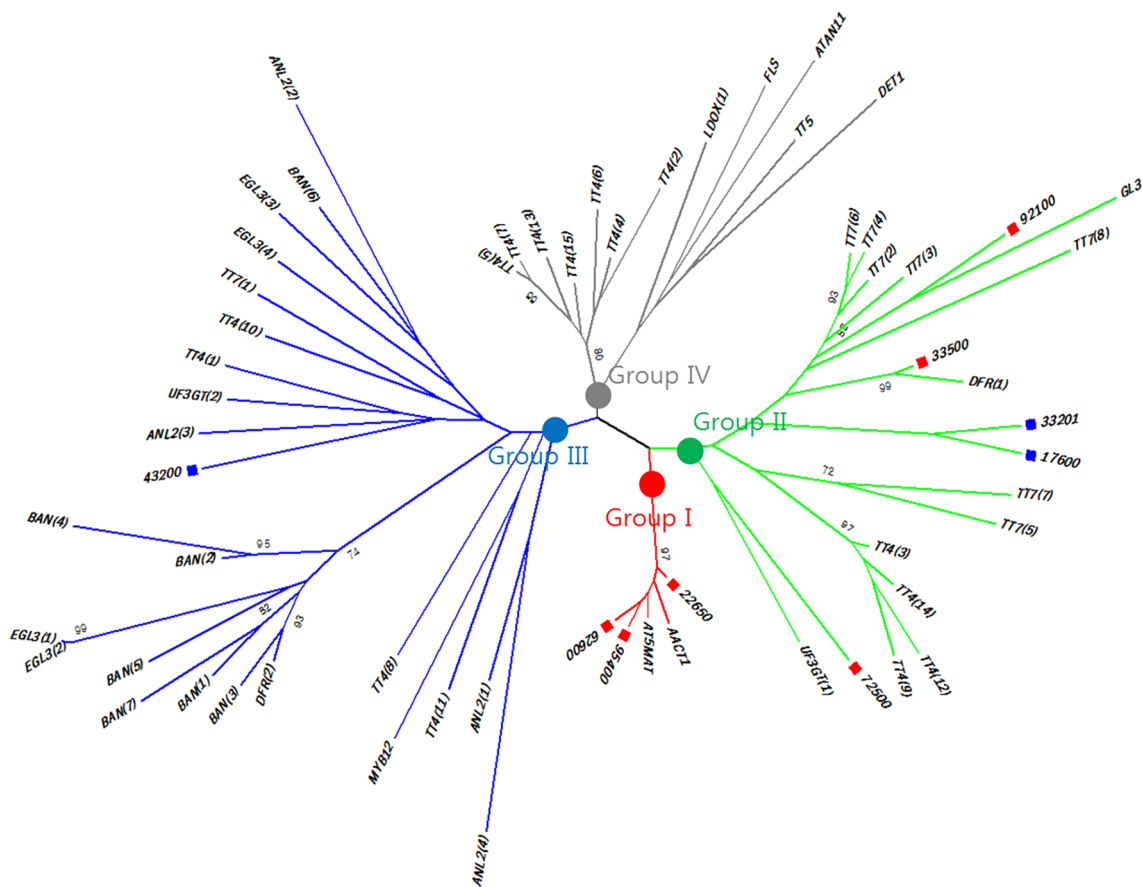 ANL2(2)
EGL3(3)
BAN(6)
EGL3(4)
TT7(1)
TT4(10)
TT4(1)
UF3GT(2)
ANL2(3)
43200
BAN(4)
BAN(2)
95
74
EGL3(1)
99
EGL3(2)
BAN(5)
82
93
BAN(7)
BAN(1)
BAN(3)
DFR(2)
TT4(8)
MYB12
TT4(11)
ANL2(1)
ANL2(4)
Group III
TT4(5)
TT4(7)
TT4(13)
TT4(15)
TT4(6)
TT4(4)
TT4(2)
LDOX(1)
FLS
ATAN11
TT5
DET1
Group IV
TT7(6)
TT7(4)
TT7(2)
TT7(3)
92100
GL3
TT7(8)
93
33500
99
DFR(1)
33201
17600
Group II
72
TT7(7)
TT7(5)
97
TT4(3)
TT4(14)
TT4(12)
TT4(9)
72500
UF3GT(1)
Group I
97
22650
AACT1
AT5MAT
95400
62600